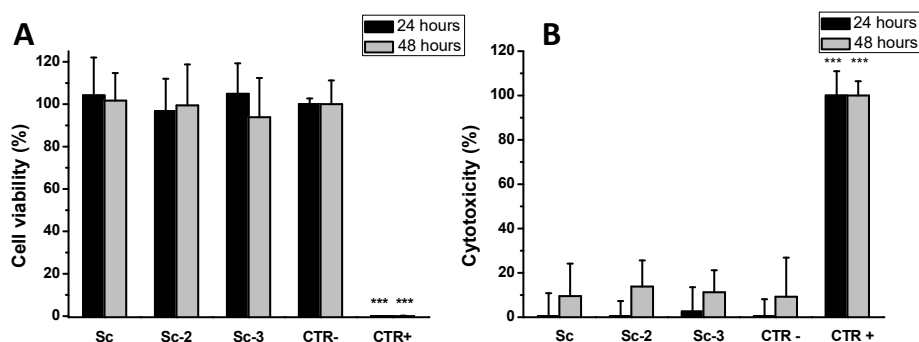 A
24 hours
48 hours
Cell viability (%)
120
100
80
60
40
20
0
*** ***
Sc Sc-2 Sc-3 CTR- CTR+
B
24 hours
48 hours
Cytotoxicity (%)
120
100
80
60
40
20
0
*** ***
Sc Sc-2 Sc-3 CTR - CTR +